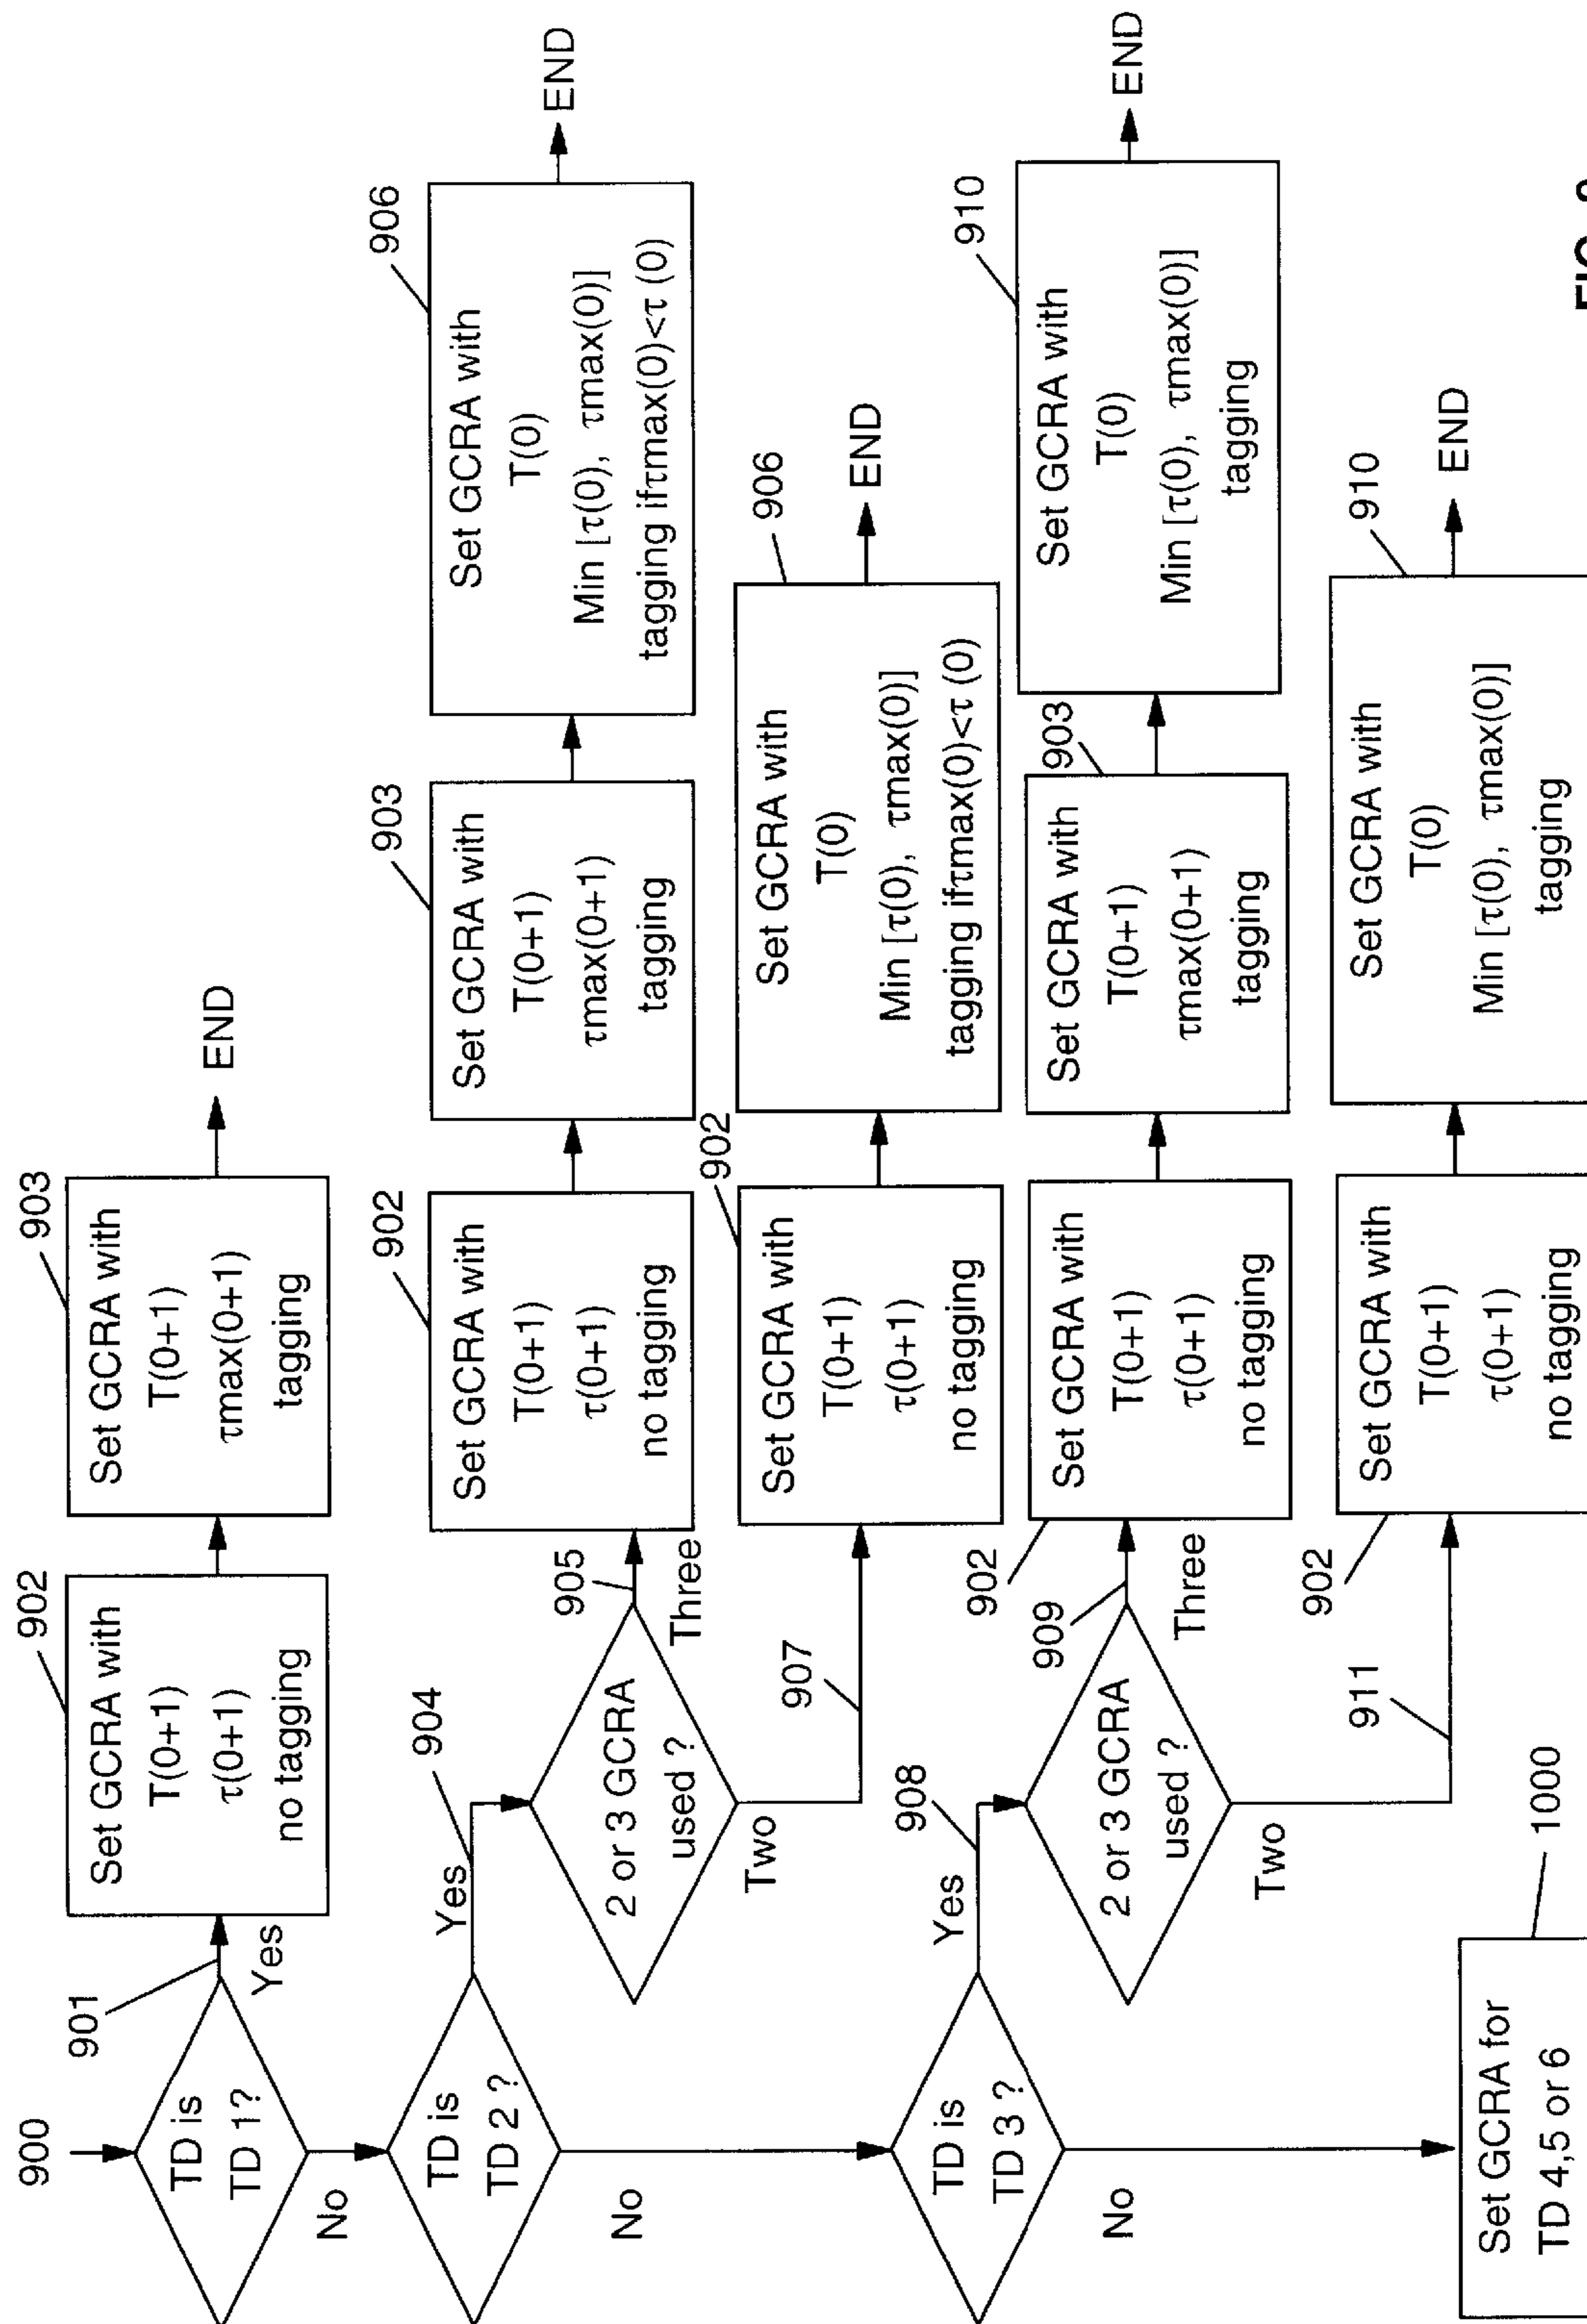 900
TD is
TD 1?
901
Yes
No
902
Set GCRA with
T(0+1)
τ(0+1)
no tagging
903
Set GCRA with
T(0+1)
τmax(0+1)
tagging
END
TD is
TD 2 ?
Yes
904
No
2 or 3 GCRA
used ?
905
Three
Two
902
Set GCRA with
T(0+1)
τ(0+1)
no tagging
903
Set GCRA with
T(0+1)
τmax(0+1)
tagging
906
Set GCRA with
T(0)
Min [τ(0), τmax(0)]
tagging ifτmax(0)<τ (0)
END
907
902
Set GCRA with
T(0+1)
τ(0+1)
no tagging
906
Set GCRA with
T(0)
Min [τ(0), τmax(0)]
tagging ifτmax(0)<τ (0)
END
TD is
TD 3 ?
Yes
908
No
2 or 3 GCRA
used ?
909
Three
Two
902
Set GCRA with
T(0+1)
τ(0+1)
no tagging
903
Set GCRA with
T(0+1)
τmax(0+1)
tagging
910
Set GCRA with
T(0)
Min [τ(0), τmax(0)]
tagging
END
911
902
Set GCRA with
T(0+1)
τ(0+1)
no tagging
910
Set GCRA with
T(0)
Min [τ(0), τmax(0)]
tagging
END
Set GCRA for
TD 4,5 or 6
1000
FIG.